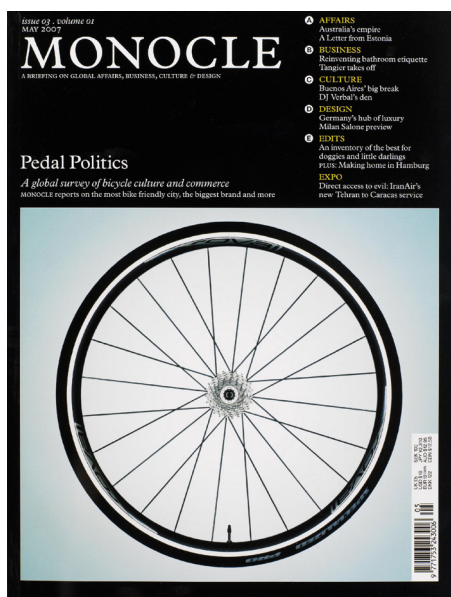 issue 03 . volume 01
MAY 2007
MONOCLE
A BRIEFING ON GLOBAL AFFAIRS, BUSINESS, CULTURE & DESIGN
Pedal Politics
A global survey of bicycle culture and commerce
MONOCLE reports on the most bike friendly city, the biggest brand and more
A AFFAIRS
Australia's empire
A Letter from Estonia
B BUSINESS
Reinventing bathroom etiquette
Tangier takes off
C CULTURE
Buenos Aires' big break
DJ Verbal's den
D DESIGN
Germany's hub of luxury
Milan Salone preview
E EDITS
An inventory of the best for
doggies and little darlings
PLUS: Making home in Hamburg
EXPO
Direct access to evil: IranAir's
new Tehran to Caracas service
05
9 771753 243006